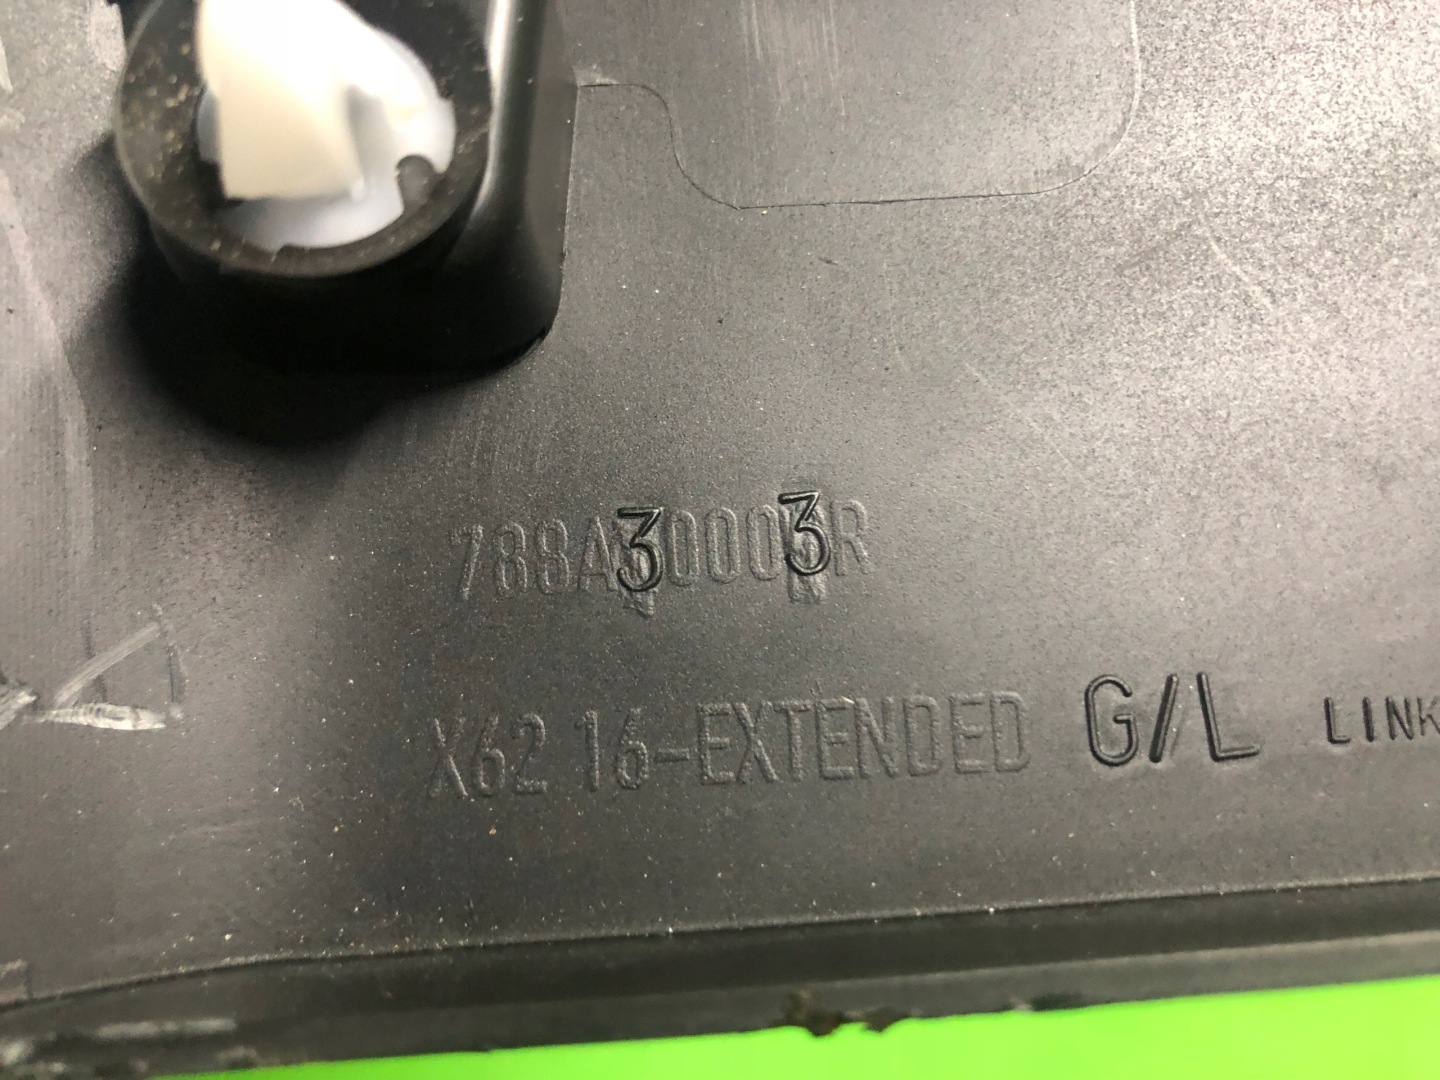 788A30003R
X62 16-EXTENDED G/L LINK